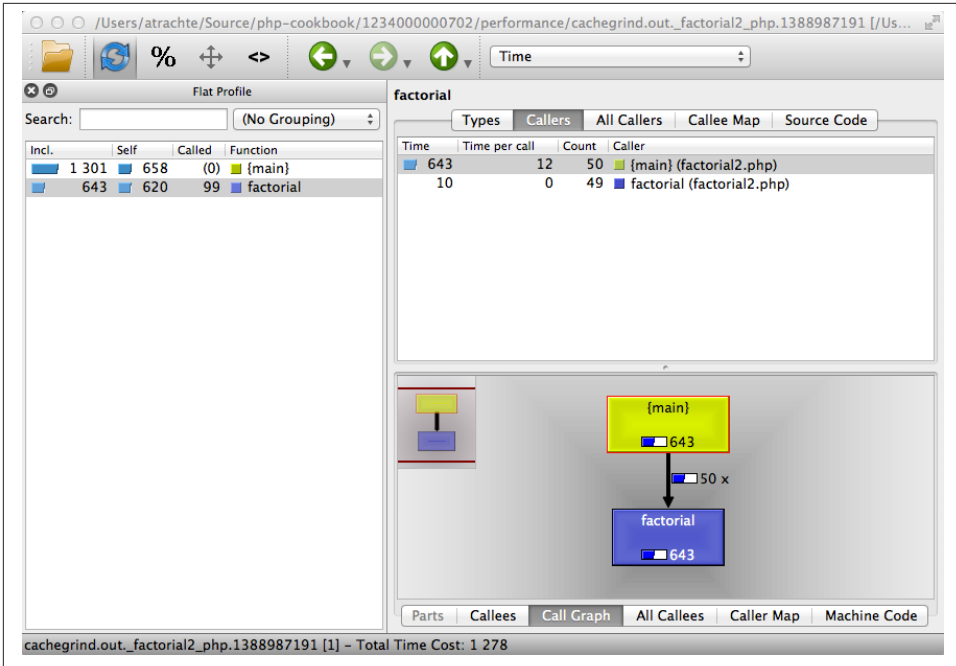 /Users/atrachte/Source/php-cookbook/1234000000702/performance/cachegrind.out._factorial2_php.1388987191 [/Us...
% <> Time
Flat Profile
Search: (No Grouping)
Incl. Self Called Function
1 301 658 (0) {main}
643 620 99 factorial
factorial
Types Callers All Callers Callee Map Source Code
Time Time per call Count Caller
643 12 50 {main} (factorial2.php)
10 0 49 factorial (factorial2.php)
{main}
643
50 x
factorial
643
Parts Callees Call Graph All Callees Caller Map Machine Code
cachegrind.out._factorial2_php.1388987191 [1] – Total Time Cost: 1 278